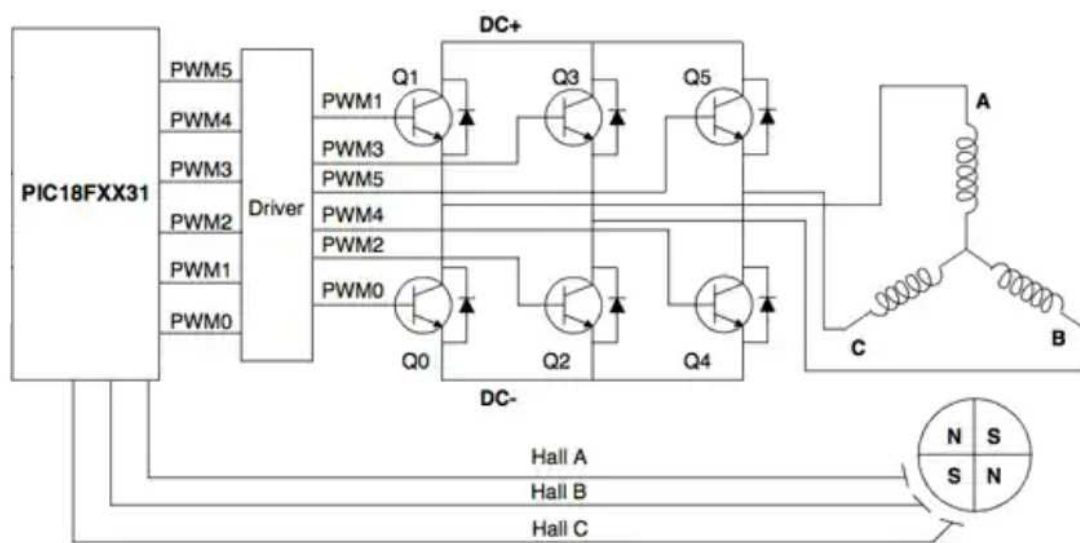 DC+
PWM5
PWM4
PWM3
PWM2
PWM1
PWM0
PIC18FXX31
Driver
PWM1
PWM3
PWM5
PWM4
PWM2
PWM0
Q1
Q3
Q5
Q0
Q2
Q4
DC-
A
C
B
N S
S N
Hall A
Hall B
Hall C